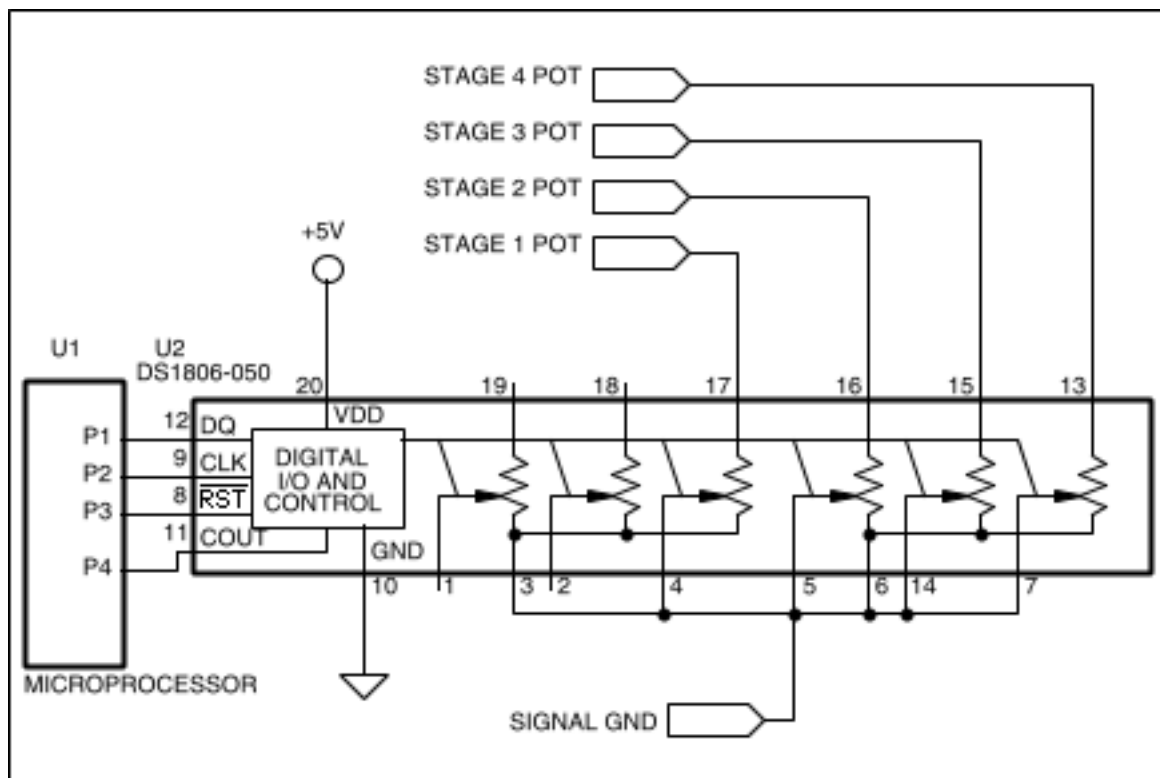 STAGE 4 POT
STAGE 3 POT
STAGE 2 POT
STAGE 1 POT
+5V
U1
U2
DS1806-050
20
19
18
17
16
15
13
12
DQ
VDD
P1
9
CLK
P2
8
RST
P3
11
COUT
P4
DIGITAL
I/O AND
CONTROL
GND
10
1
3
2
4
5
6
14
7
MICROPROCESSOR
SIGNAL GND